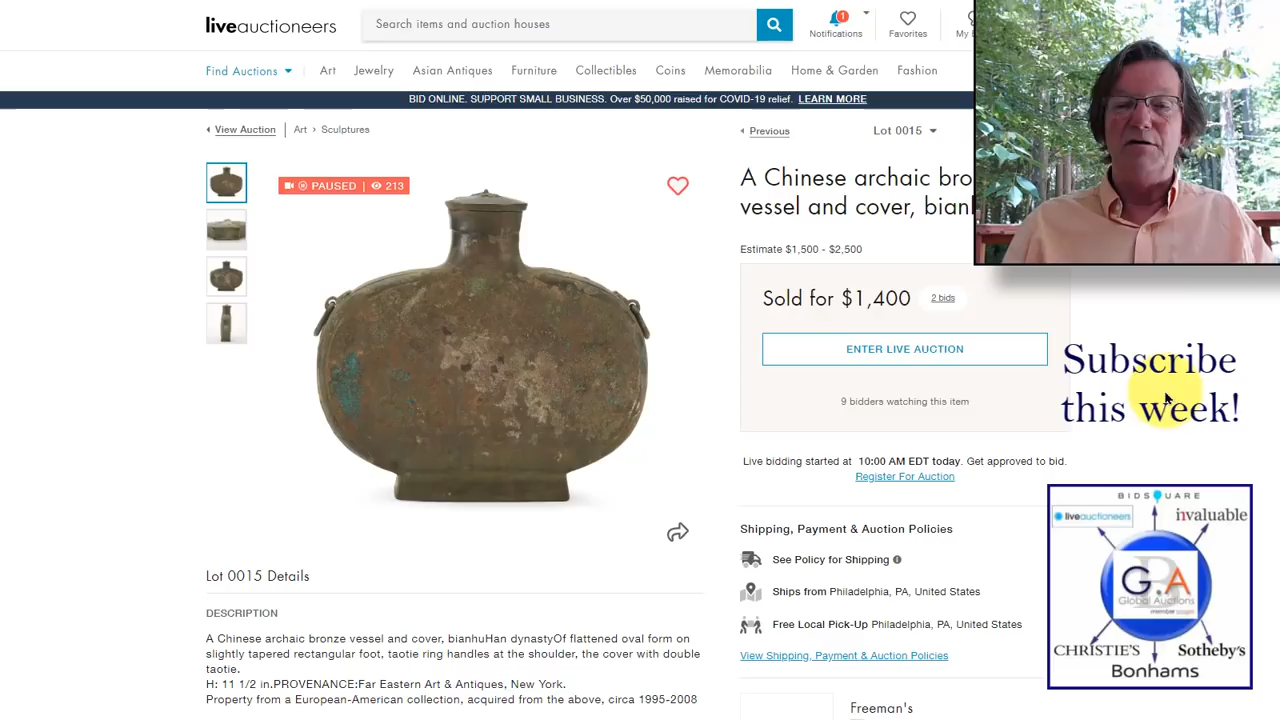 liveauctioneers
Search items and auction houses
1
Notifications
Favorites
Find Auctions
Art
Jewelry
Asian Antiques
Furniture
Collectibles
Coins
Memorabilia
Home & Garden
Fashion
BID ONLINE. SUPPORT SMALL BUSINESS. Over $50,000 raised for COVID-19 relief. LEARN MORE
View Auction
Art > Sculptures
Previous
Lot 0015
PAUSED | 213
A Chinese archaic bro
vessel and cover, bian
Estimate $1,500 - $2,500
Sold for $1,400 2 bids
ENTER LIVE AUCTION
9 bidders watching this item
Subscribe
this week!
Live bidding started at 10:00 AM EDT today. Get approved to bid.
Register For Auction
Shipping, Payment & Auction Policies
See Policy for Shipping
Ships from Philadelphia, PA, United States
Free Local Pick-Up Philadelphia, PA, United States
View Shipping, Payment & Auction Policies
Freeman's
BIDSQUARE
liveauctioneers
invaluable
G.A
Global Auctions
CHRISTIE'S
Sotheby's
Bonhams
Lot 0015 Details
DESCRIPTION
A Chinese archaic bronze vessel and cover, bianhuHan dynastyOf flattened oval form on
slightly tapered rectangular foot, taotie ring handles at the shoulder, the cover with double
taotie.
H: 11 1/2 in.PROVENANCE:Far Eastern Art & Antiques, New York.
Property from a European-American collection, acquired from the above, circa 1995-2008